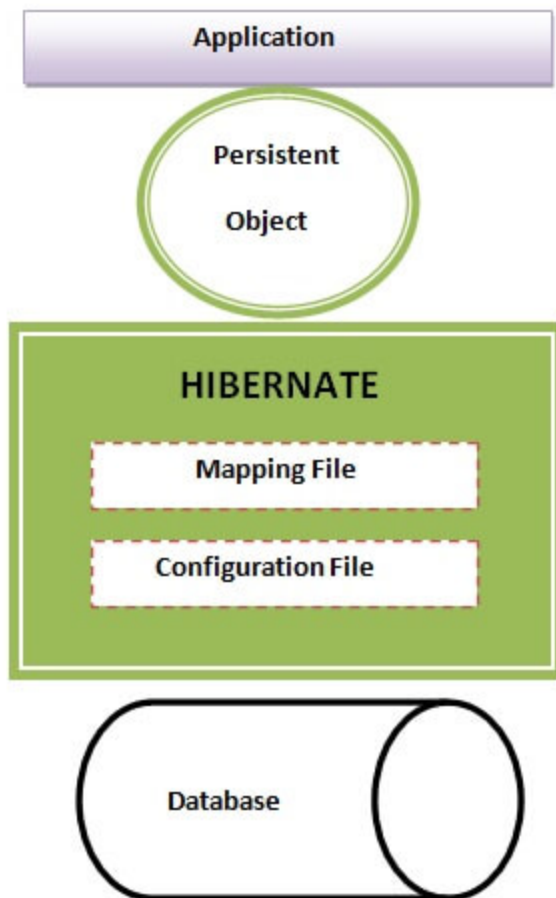 Application
Persistent
Object
HIBERNATE
Mapping File
Configuration File
Database